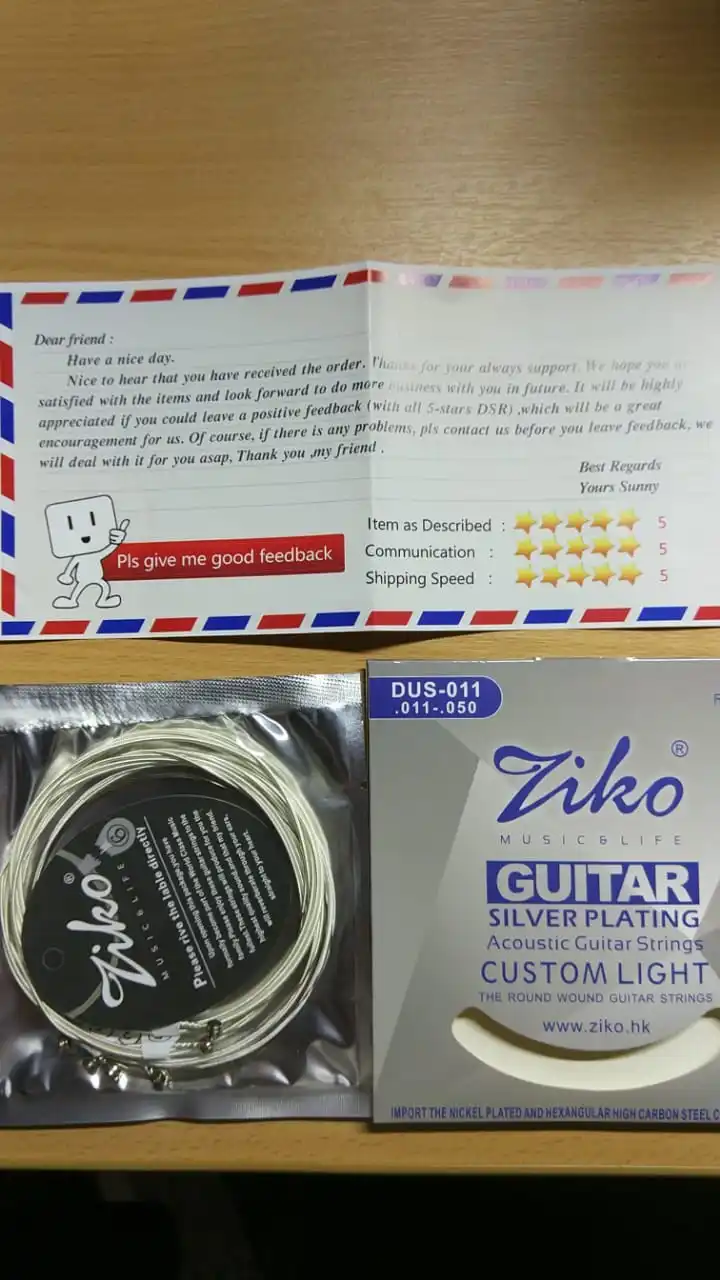 Dear friend :
Have a nice day.
Nice to hear that you have received the order. Thanks for your always support. We hope you
satisfied with the items and look forward to do more business with you in future. It will be highly
appreciated if you could leave a positive feedback (with all 5-stars DSR) ,which will be a great
encouragement for us. Of course, if there is any problems, pls contact us before you leave feedback, we
will deal with it for you asap, Thank you ,my friend .
Best Regards
Yours Sunny
Pls give me good feedback
Item as Described : 5
Communication : 5
Shipping Speed : 5
Ziko ®
MUSIC & LIFE
6
Please rive the lable directly
DUS-011
.011-.050
Ziko ®
MUSIC & LIFE
GUITAR
SILVER PLATING
Acoustic Guitar Strings
CUSTOM LIGHT
THE ROUND WOUND GUITAR STRINGS
www.ziko.hk
IMPORT THE NICKEL PLATED AND HEXANGULAR HIGH CARBON STEEL